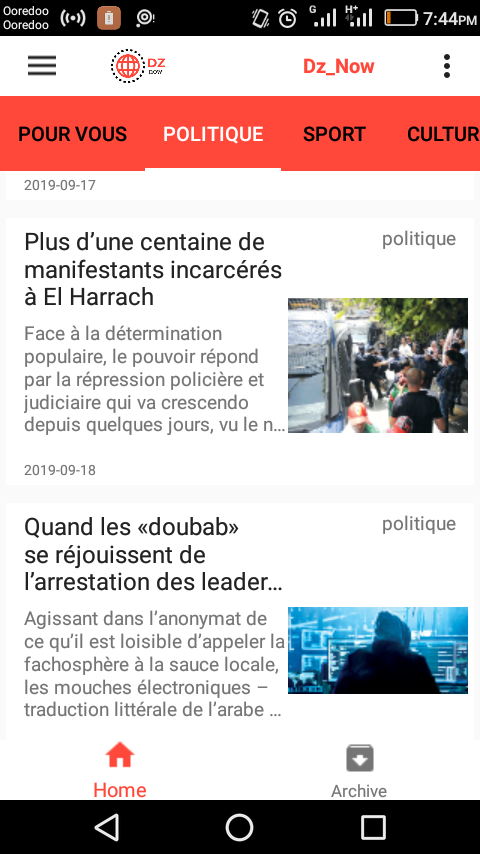 Ooredoo
Ooredoo
G
H+
7:44PM
DZ
NOW
Dz_Now
POUR VOUS
POLITIQUE
SPORT
CULTUR
2019-09-17
Plus d’une centaine de
manifestants incarcérés
à El Harrach
politique
Face à la détermination
populaire, le pouvoir répond
par la répression policière et
judiciaire qui va crescendo
depuis quelques jours, vu le n…
2019-09-18
Quand les «doubab»
se réjouissent de
l’arrestation des leader…
politique
Agissant dans l’anonymat de
ce qu’il est loisible d’appeler la
fachosphère à la sauce locale,
les mouches électroniques –
traduction littérale de l’arabe …
Home
Archive